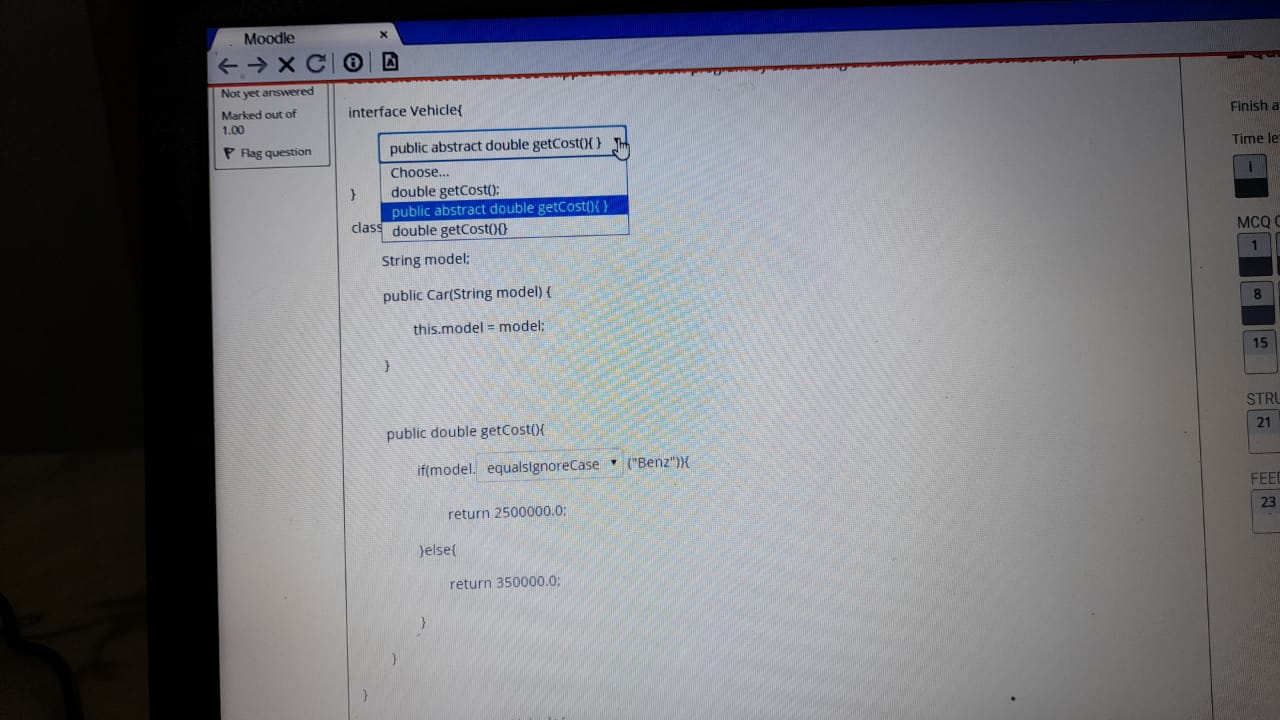 Moodle
Not yet answered
Marked out of
1.00
Flag question
interface Vehicle{
public abstract double getCost(){ }
Choose...
double getCost();
public abstract double getCost(){ }
double getCost(){}
}
class
String model;
public Car(String model) {
this.model = model;
}
public double getCost(){
if(model. equalsIgnoreCase ("Benz")){
return 2500000.0;
}else{
return 350000.0;
}
}
}
Finish a
Time le
MCQ
1
8
15
STRU
21
FEE
23